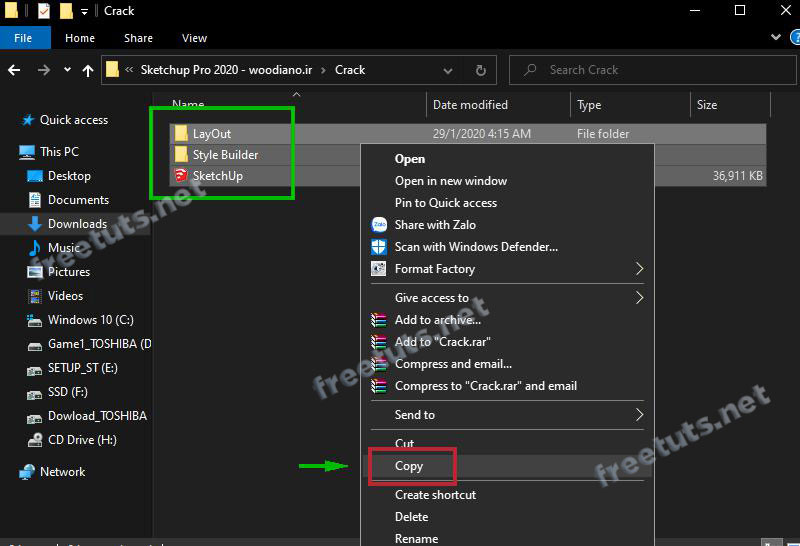 Crack
File Home Share View
« Sketchup Pro 2020 - woodiano.ir › Crack
Search Crack
Name Date modified Type Size
Quick access
This PC
Desktop
Documents
Downloads
Music
Pictures
Videos
Windows 10 (C:)
Game1_TOSHIBA (D
SETUP_ST (E:)
SSD (F:)
Dowload_TOSHIBA
CD Drive (H:)
Network
LayOut 29/1/2020 4:15 AM File folder
Style Builder
SketchUp 36,911 KB
Open
Open in new window
Pin to Quick access
Zalo Share with Zalo
Scan with Windows Defender...
Format Factory
Give access to
Add to archive...
Add to "Crack.rar"
Compress and email...
Compress to "Crack.rar" and email
Send to
Cut
Copy
Create shortcut
Delete
Rename
freetuts.net
freetuts.net
freetuts.net